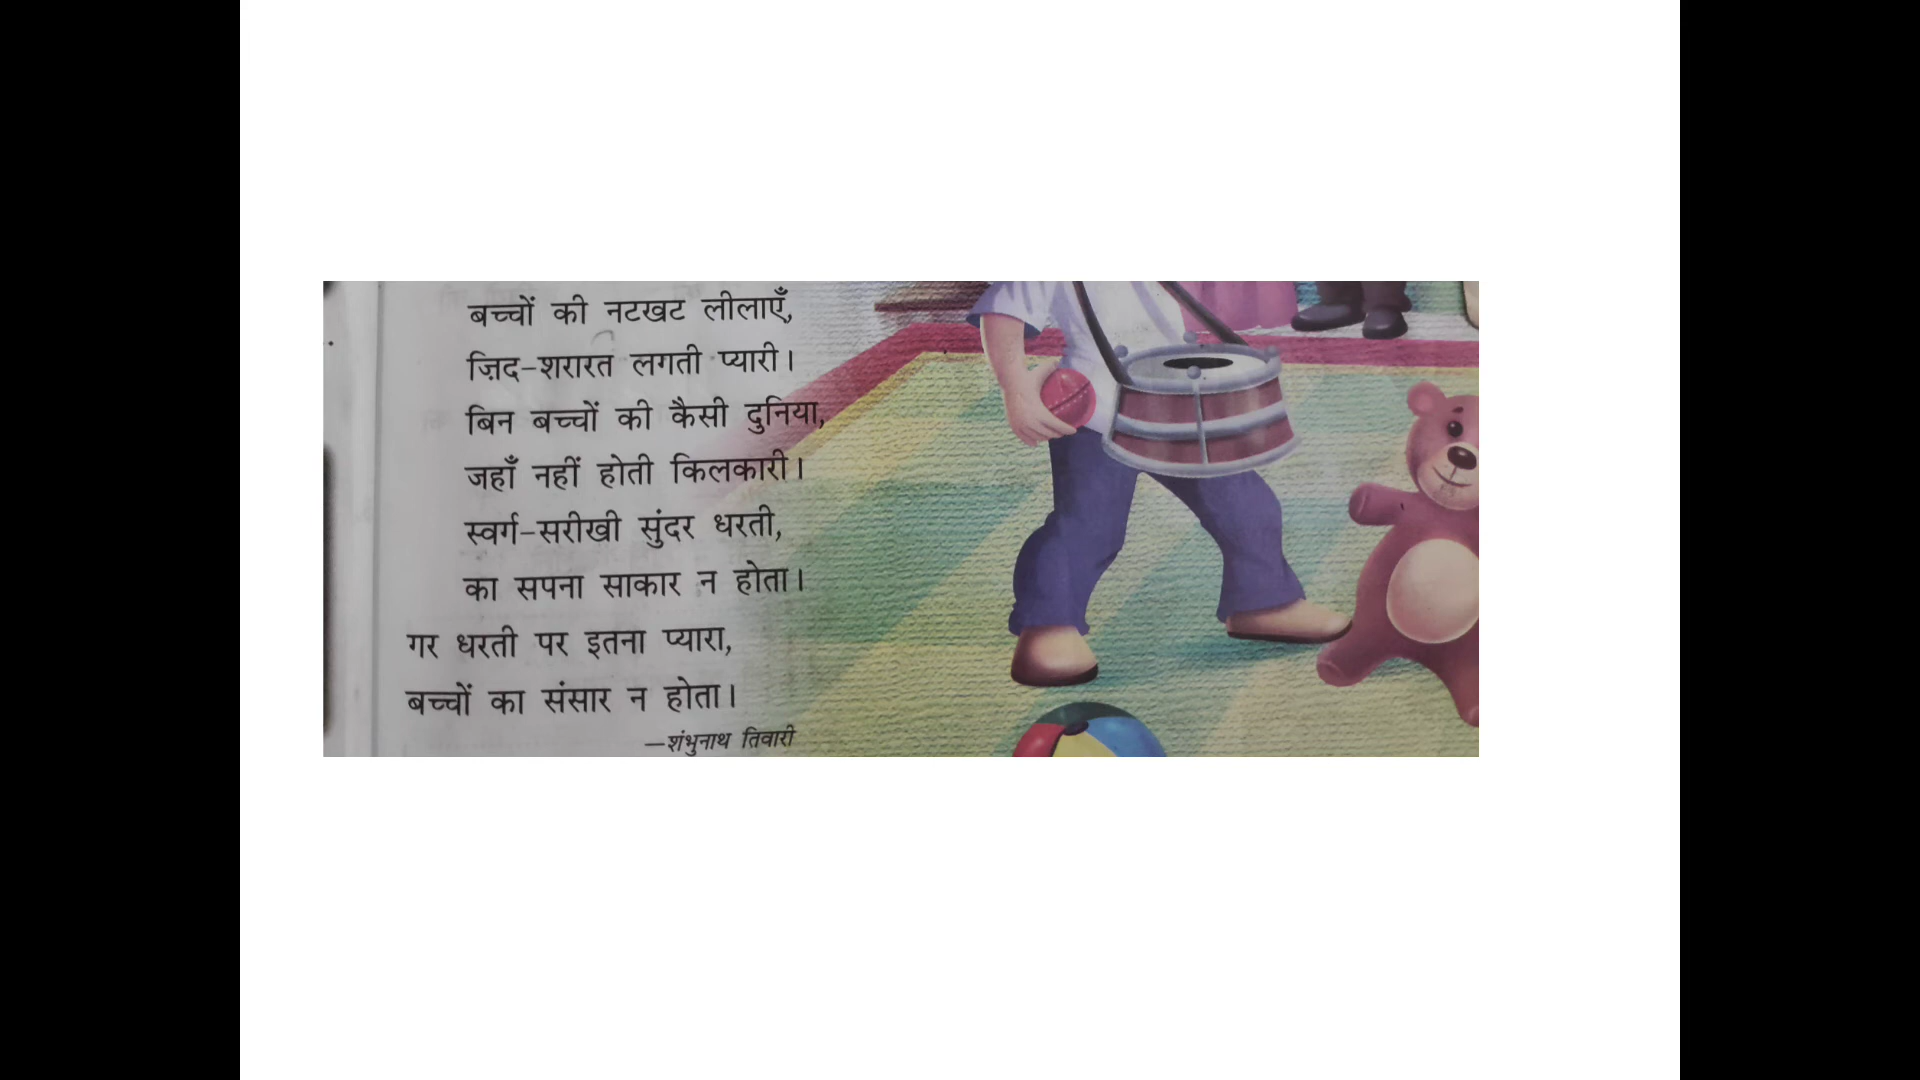 बच्चों की नटखट लीलाएँ,
ज़िद-शरारत लगती प्यारी।
बिन बच्चों की कैसी दुनिया,
जहाँ नहीं होती किलकारी।
स्वर्ग-सरीखी सुंदर धरती,
का सपना साकार न होता।
गर धरती पर इतना प्यारा,
बच्चों का संसार न होता।
—शंभुनाथ तिवारी